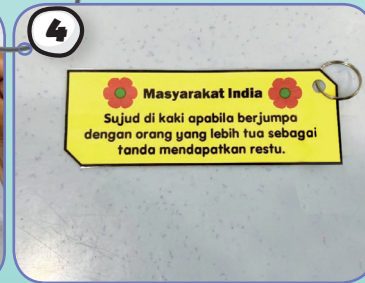 4
Masyarakat India
Sujud di kaki apabila berjumpa
dengan orang yang lebih tua sebagai
tanda mendapatkan restu.